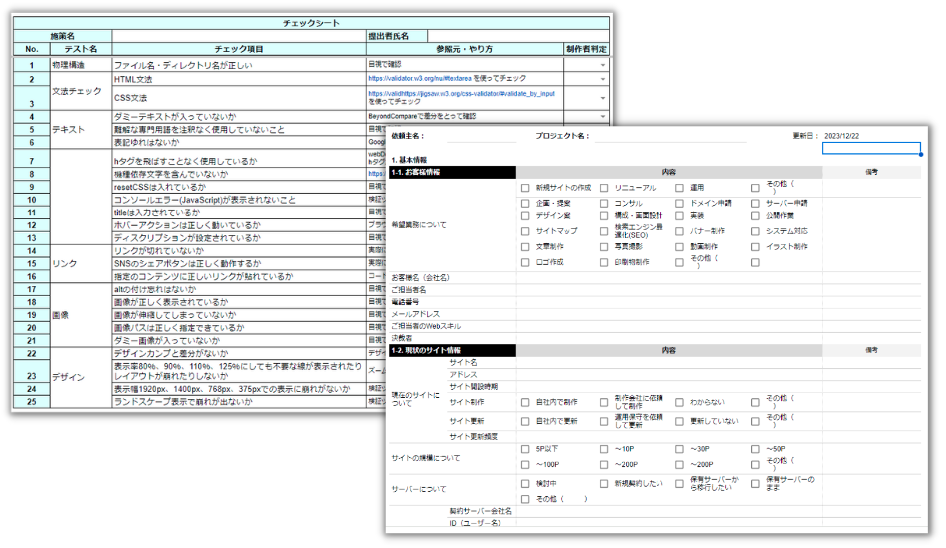 チェックシート
施策名 提出者氏名
No. テスト名 チェック項目 参照元・やり方 制作者判定
1 物理構造 ファイル名・ディレクトリ名が正しい 目視で確認
2 文法チェック HTML文法 https://validator.w3.org/nu/#textarea を使ってチェック
3 CSS文法 https://validhttps://jigsaw.w3.org/css-validator/#validate_by_input
を使ってチェック
4 テキスト ダミーテキストが入っていないか BeyondCompareで差分をとって確認
5 難解な専門用語を注釈なく使用していないこと 目視で
6 表記ゆれはないか Google
7 hタグを飛ばすことなく使用しているか webD
hタグ
8 機種依存文字を含んでいないか https:/
9 resetCSSは入れているか 目視で
10 コンソールエラー(JavaScript)が表示されないこと 検証
11 titleは入力されているか 目視で
12 ホバーアクションは正しく動いているか ブラウ
13 ディスクリプションが設定されているか 目視で
14 リンク リンクが切れていないか 実際に
15 SNSのシェアボタンは正しく動作するか 実際に
16 指定のコンテンツに正しいリンクが貼れているか コード
17 画像 altの付け忘れはないか 目視で
18 画像が正しく表示されているか 目視で
19 画像が伸縮してしまっていないか 目視で
20 画像パスは正しく指定できているか 目視で
21 ダミー画像が入っていないか 目視で
22 デザイン デザインカンプと差分がないか デザイ
23 表示率80%、90%、110%、125%にしても不要な線が表示されたり
レイアウトが崩れたりしないか ズーム
24 表示幅1920px、1400px、768px、375pxでの表示に崩れがないか 検証
25 ランドスケープ表示で崩れが出ないか 検証
依頼主名： プロジェクト名： 更新日： 2023/12/22
1. 基本情報
1-1. お客様情報 内容 備考
希望業務について
新規サイトの作成 リニューアル 運用 その他（ ）
企画・提案 コンサル ドメイン申請 サーバー申請
デザイン案 構成・画面設計 実装 公開作業
サイトマップ 検索エンジン最適化(SEO) バナー制作 システム対応
文章制作 写真撮影 動画制作 イラスト制作
ロゴ作成 印刷物制作 その他（ ）
お客様名（会社名）
ご担当者名
電話番号
メールアドレス
ご担当者のWebスキル
決裁者
1-2. 現状のサイト情報 内容 備考
現在のサイトについて
サイト名
アドレス
サイト開設時期
サイト制作 自社内で制作 制作会社に依頼して制作 わからない その他（ ）
サイト更新 自社内で更新 運用保守を依頼して更新 更新していない その他（ ）
サイト更新頻度
サイトの規模について 5P以下 ～10P ～30P ～50P
～100P ～200P ～200P その他（ ）
サーバーについて 検討中 新規契約したい 保有サーバーから移行したい 保有サーバーのまま
その他（ ）
契約サーバー会社名
ID（ユーザー名）